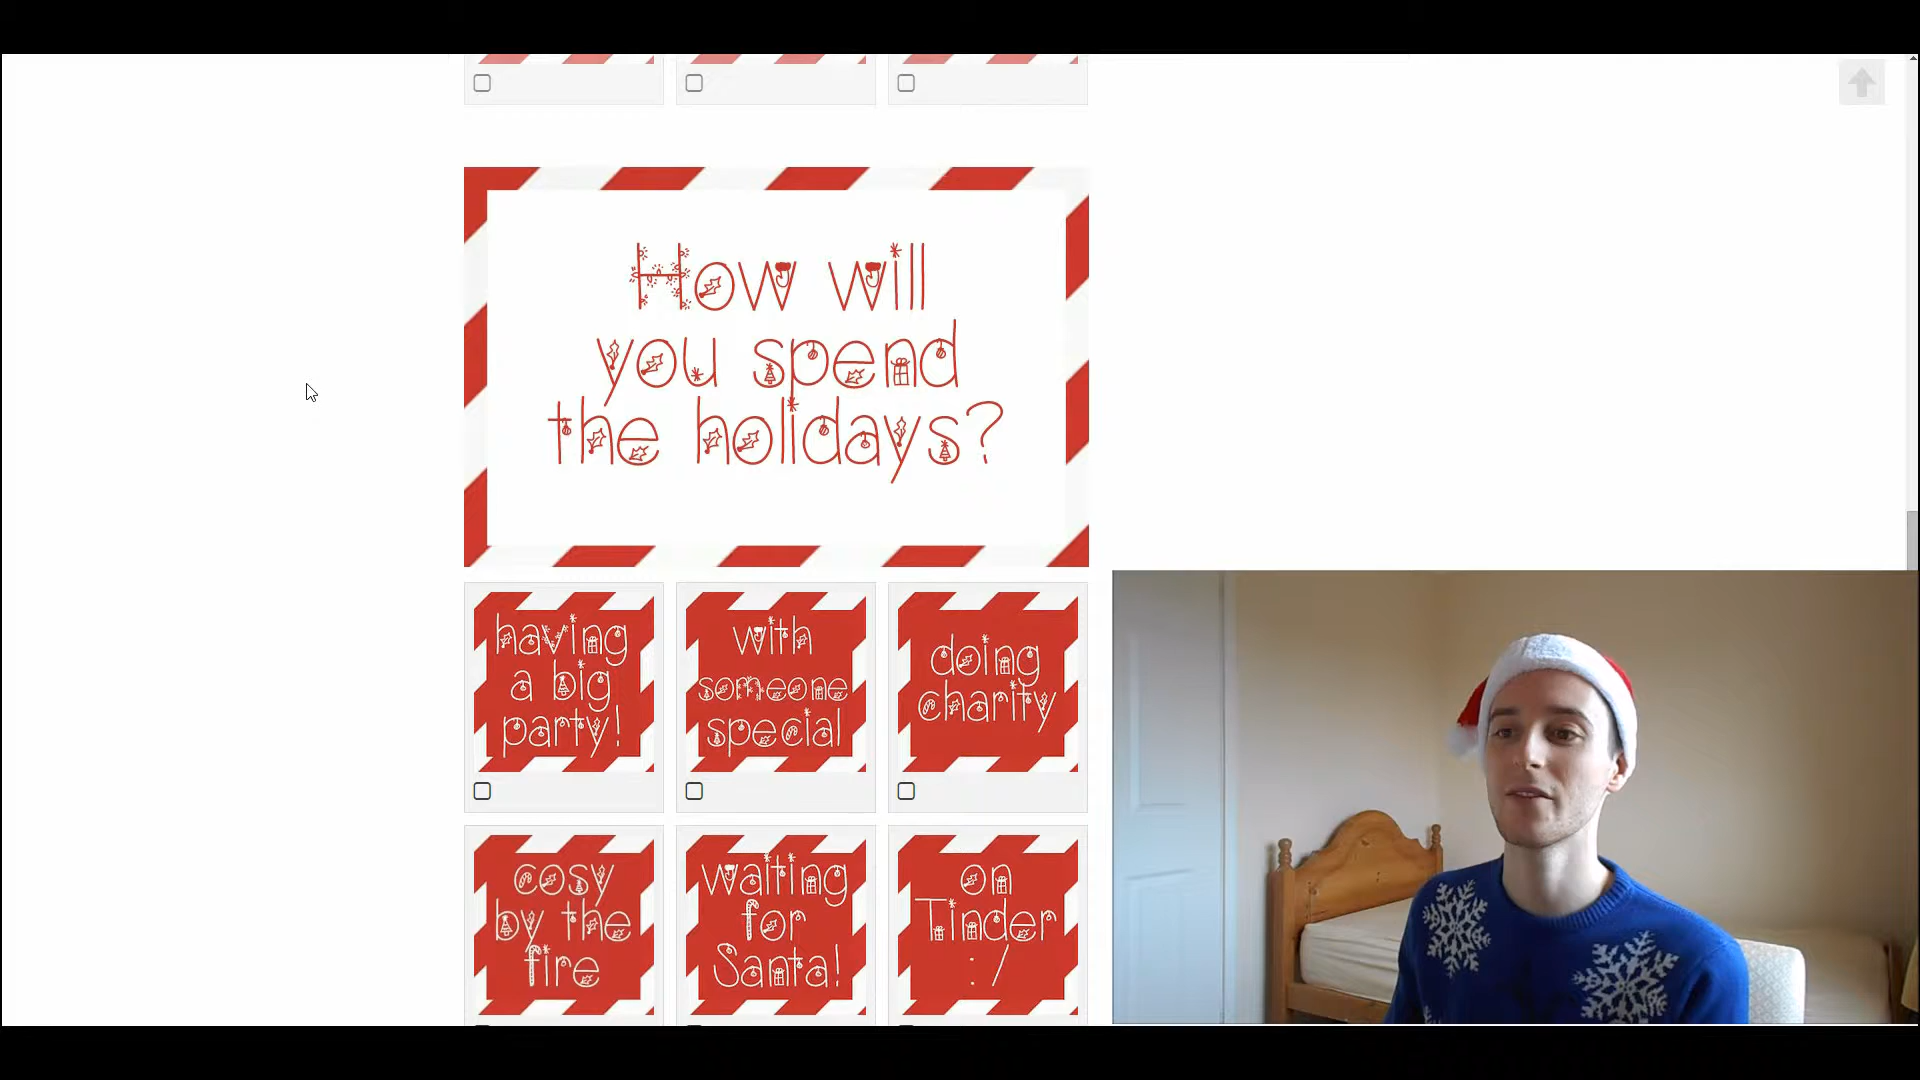 How will
you spend
the holidays?
having
a big
party!
with
someone
special
doing
charity
cosy
by the
fire
waiting
for
Santa!
on
Tinder
:/